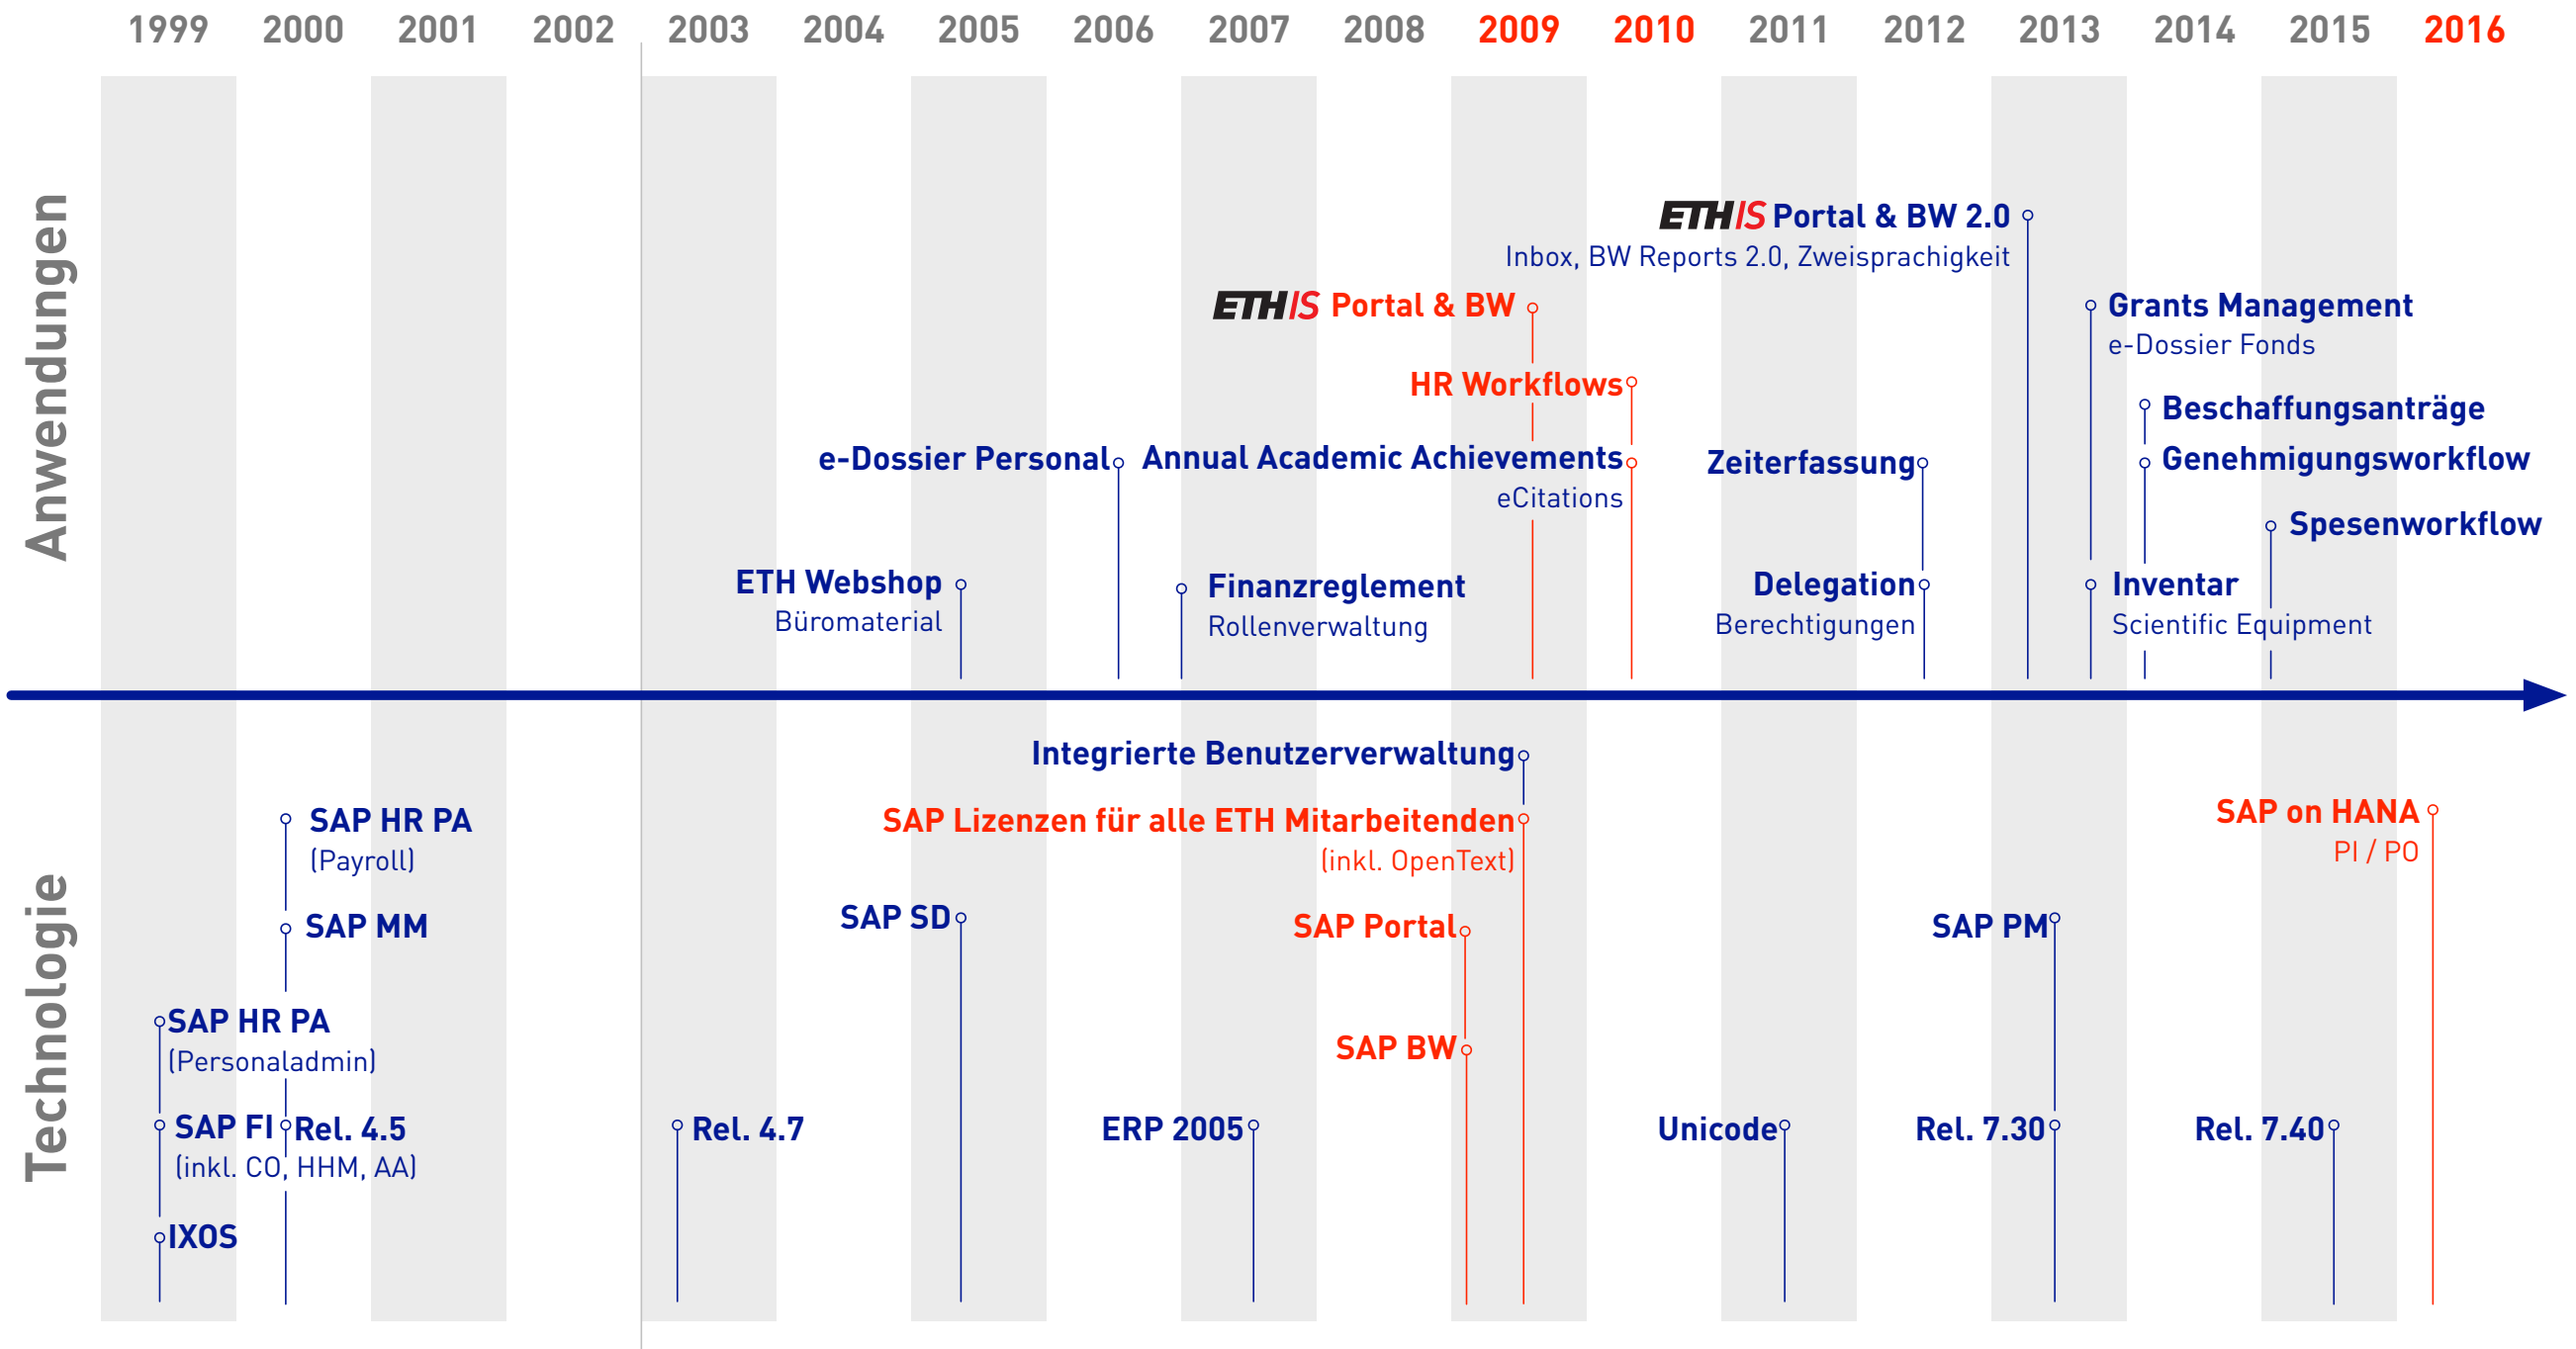 1999 2000 2001 2002 2003 2004 2005 2006 2007 2008 2009 2010 2011 2012 2013 2014 2015 2016
Anwendungen
ETHIS Portal & BW 2.0
Inbox, BW Reports 2.0, Zweisprachigkeit
ETHIS Portal & BW
Grants Management
e-Dossier Fonds
HR Workflows
Beschaffungsanträge
e-Dossier Personal
Annual Academic Achievements
eCitations
Zeiterfassung
Genehmigungsworkflow
Spesenworkflow
ETH Webshop
Büromaterial
Finanzreglement
Rollenverwaltung
Delegation
Berechtigungen
Inventar
Scientific Equipment
Technologie
Integrierte Benutzerverwaltung
SAP HR PA
(Payroll)
SAP Lizenzen für alle ETH Mitarbeitenden
(inkl. OpenText)
SAP on HANA
PI / PO
SAP MM
SAP SD
SAP Portal
SAP PM
SAP HR PA
(Personaladmin)
SAP BW
SAP FI
(inkl. CO, HHM, AA)
Rel. 4.5
Rel. 4.7
ERP 2005
Unicode
Rel. 7.30
Rel. 7.40
IXOS